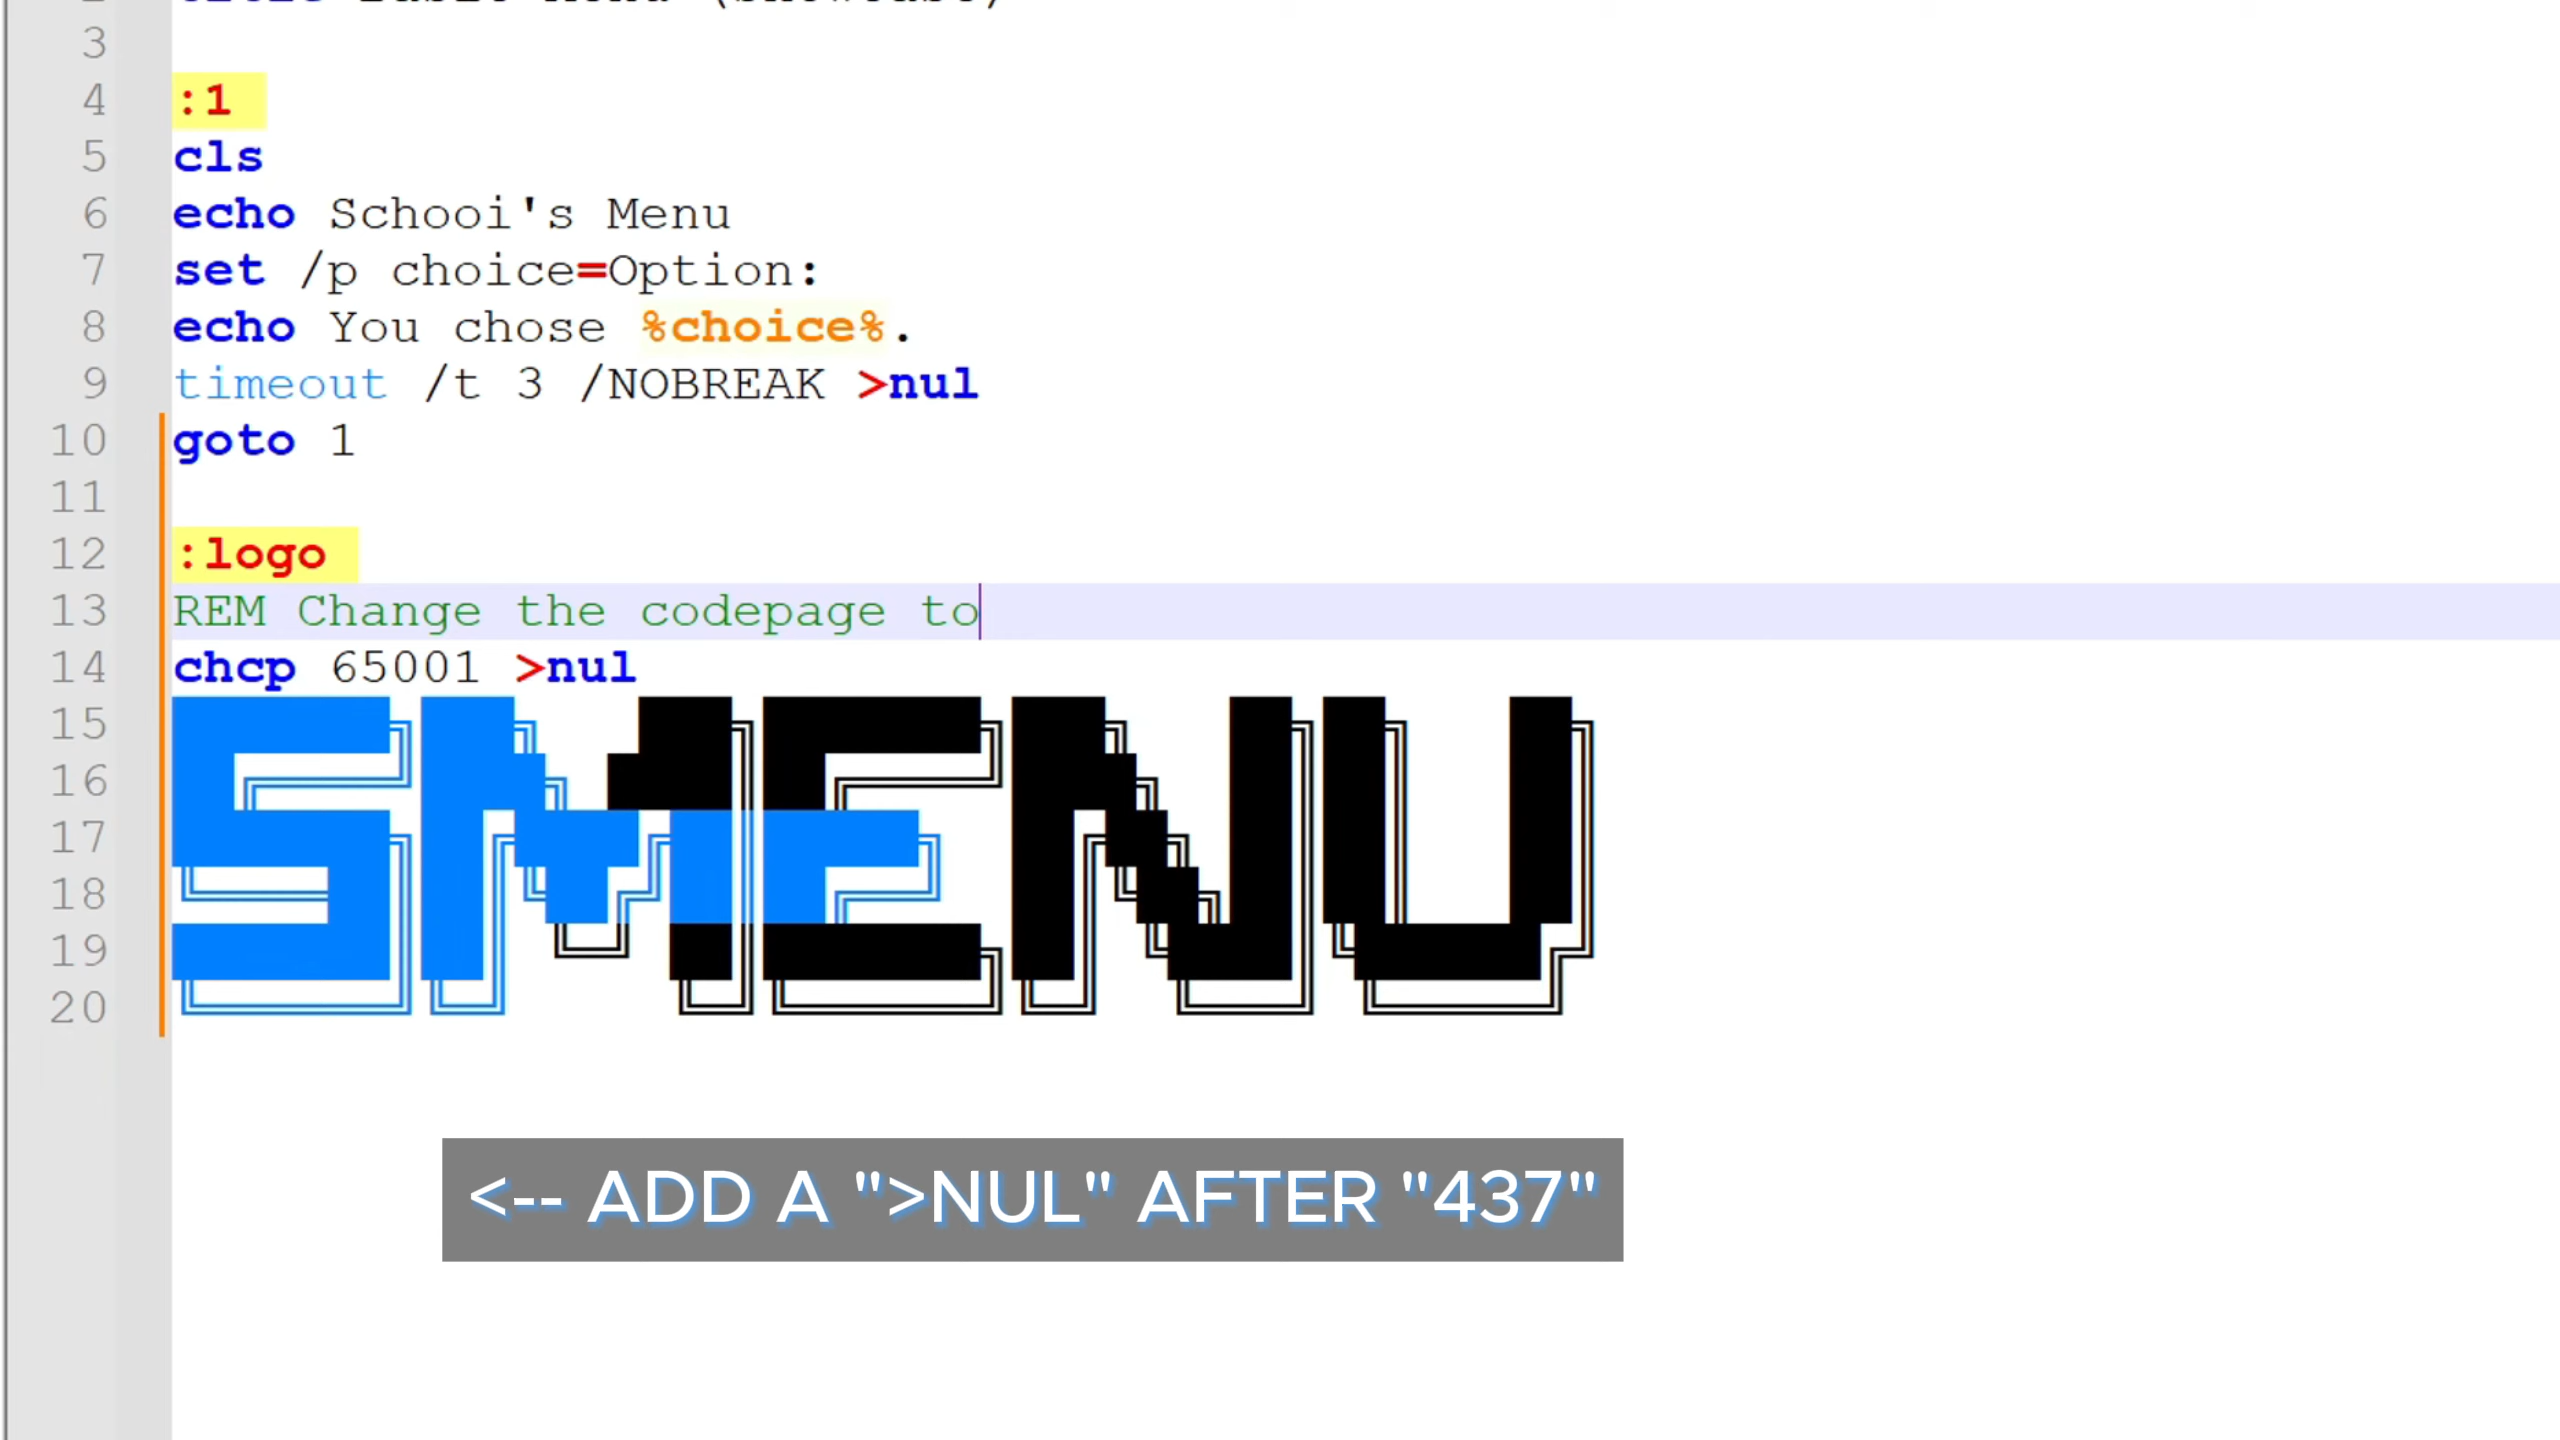 3
4 :1
5 cls
6 echo Schooi's Menu
7 set /p choice=Option:
8 echo You chose %choice%.
9 timeout /t 3 /NOBREAK >nul
10 goto 1
11
12 :logo
13 REM Change the codepage to
14 chcp 65001 >nul
15 ███████╗███╗   ███╗███████╗███╗   ██╗██╗   ██╗
16 ██╔════╝████╗ ████║██╔════╝████╗  ██║██║   ██║
17 ███████╗██╔████╔██║█████╗  ██╔██╗ ██║██║   ██║
18 ╚════██║██║╚██╔╝██║██╔══╝  ██║╚██╗██║██║   ██║
19 ███████║██║ ╚═╝ ██║███████╗██║ ╚████║╚██████╔╝
20 ╚══════╝╚═╝     ╚═╝╚══════╝╚═╝  ╚═══╝ ╚═════╝
<-- ADD A ">NUL" AFTER "437"